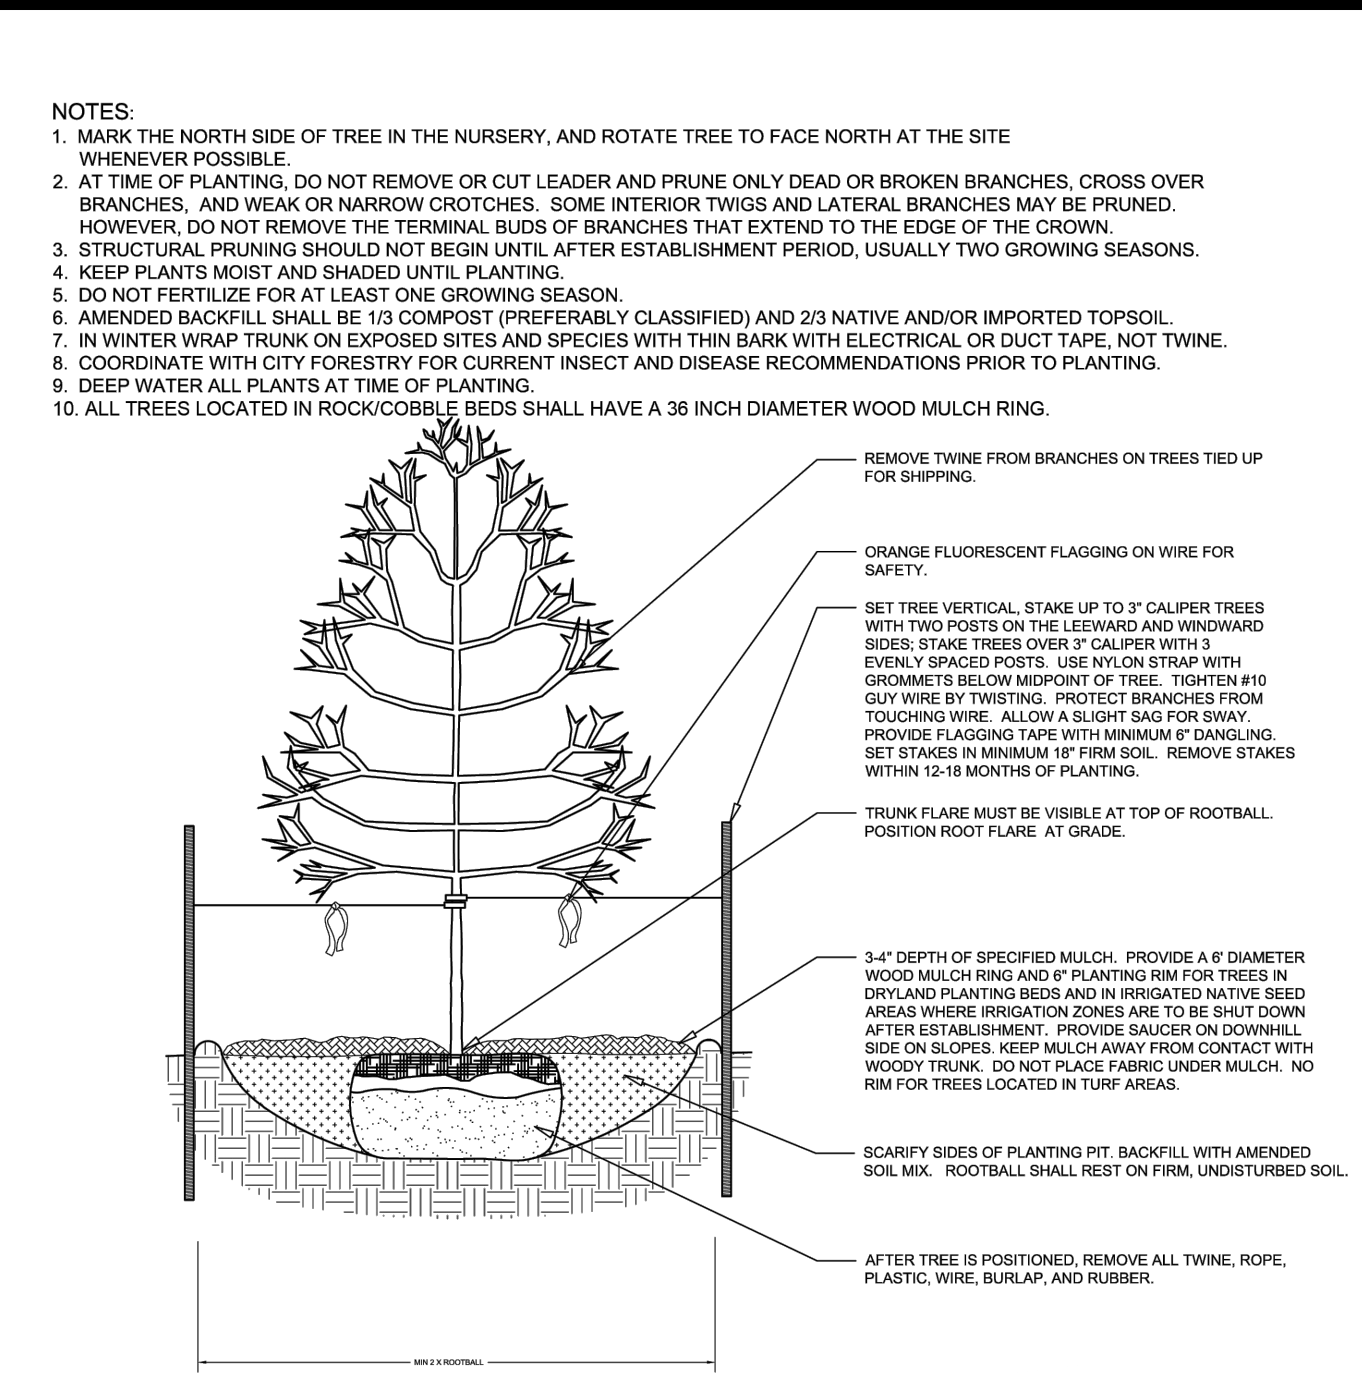 NOTES:
1. MARK THE NORTH SIDE OF TREE IN THE NURSERY, AND ROTATE TREE TO FACE NORTH AT THE SITE
WHENEVER POSSIBLE.
2. AT TIME OF PLANTING, DO NOT REMOVE OR CUT LEADER AND PRUNE ONLY DEAD OR BROKEN BRANCHES, CROSS OVER
BRANCHES, AND WEAK OR NARROW CROTCHES. SOME INTERIOR TWIGS AND LATERAL BRANCHES MAY BE PRUNED.
HOWEVER, DO NOT REMOVE THE TERMINAL BUDS OF BRANCHES THAT EXTEND TO THE EDGE OF THE CROWN.
3. STRUCTURAL PRUNING SHOULD NOT BEGIN UNTIL AFTER ESTABLISHMENT PERIOD, USUALLY TWO GROWING SEASONS.
4. KEEP PLANTS MOIST AND SHADED UNTIL PLANTING.
5. DO NOT FERTILIZE FOR AT LEAST ONE GROWING SEASON.
6. AMENDED BACKFILL SHALL BE 1/3 COMPOST (PREFERABLY CLASSIFIED) AND 2/3 NATIVE AND/OR IMPORTED TOPSOIL.
7. IN WINTER WRAP TRUNK ON EXPOSED SITES AND SPECIES WITH THIN BARK WITH ELECTRICAL OR DUCT TAPE, NOT TWINE.
8. COORDINATE WITH CITY FORESTRY FOR CURRENT INSECT AND DISEASE RECOMMENDATIONS PRIOR TO PLANTING.
9. DEEP WATER ALL PLANTS AT TIME OF PLANTING.
10. ALL TREES LOCATED IN ROCK/COBBLE BEDS SHALL HAVE A 36 INCH DIAMETER WOOD MULCH RING.
REMOVE TWINE FROM BRANCHES ON TREES TIED UP
FOR SHIPPING.
ORANGE FLUORESCENT FLAGGING ON WIRE FOR
SAFETY.
SET TREE VERTICAL, STAKE UP TO 3" CALIPER TREES
WITH TWO POSTS ON THE LEEWARD AND WINDWARD
SIDES; STAKE TREES OVER 3" CALIPER WITH 3
EVENLY SPACED POSTS. USE NYLON STRAP WITH
GROMMETS BELOW MIDPOINT OF TREE. TIGHTEN #10
GUY WIRE BY TWISTING. PROTECT BRANCHES FROM
TOUCHING WIRE. ALLOW A SLIGHT SAG FOR SWAY.
PROVIDE FLAGGING TAPE WITH MINIMUM 6" DANGLING.
SET STAKES IN MINIMUM 18" FIRM SOIL. REMOVE STAKES
WITHIN 12-18 MONTHS OF PLANTING.
TRUNK FLARE MUST BE VISIBLE AT TOP OF ROOTBALL.
POSITION ROOT FLARE AT GRADE.
3-4" DEPTH OF SPECIFIED MULCH. PROVIDE A 6' DIAMETER
WOOD MULCH RING AND 6" PLANTING RIM FOR TREES IN
DRYLAND PLANTING BEDS AND IN IRRIGATED NATIVE SEED
AREAS WHERE IRRIGATION ZONES ARE TO BE SHUT DOWN
AFTER ESTABLISHMENT. PROVIDE SAUCER ON DOWNHILL
SIDE ON SLOPES. KEEP MULCH AWAY FROM CONTACT WITH
WOODY TRUNK. DO NOT PLACE FABRIC UNDER MULCH. NO
RIM FOR TREES LOCATED IN TURF AREAS.
SCARIFY SIDES OF PLANTING PIT. BACKFILL WITH AMENDED
SOIL MIX. ROOTBALL SHALL REST ON FIRM, UNDISTURBED SOIL.
AFTER TREE IS POSITIONED, REMOVE ALL TWINE, ROPE,
PLASTIC, WIRE, BURLAP, AND RUBBER.
MIN 2 X ROOTBALL